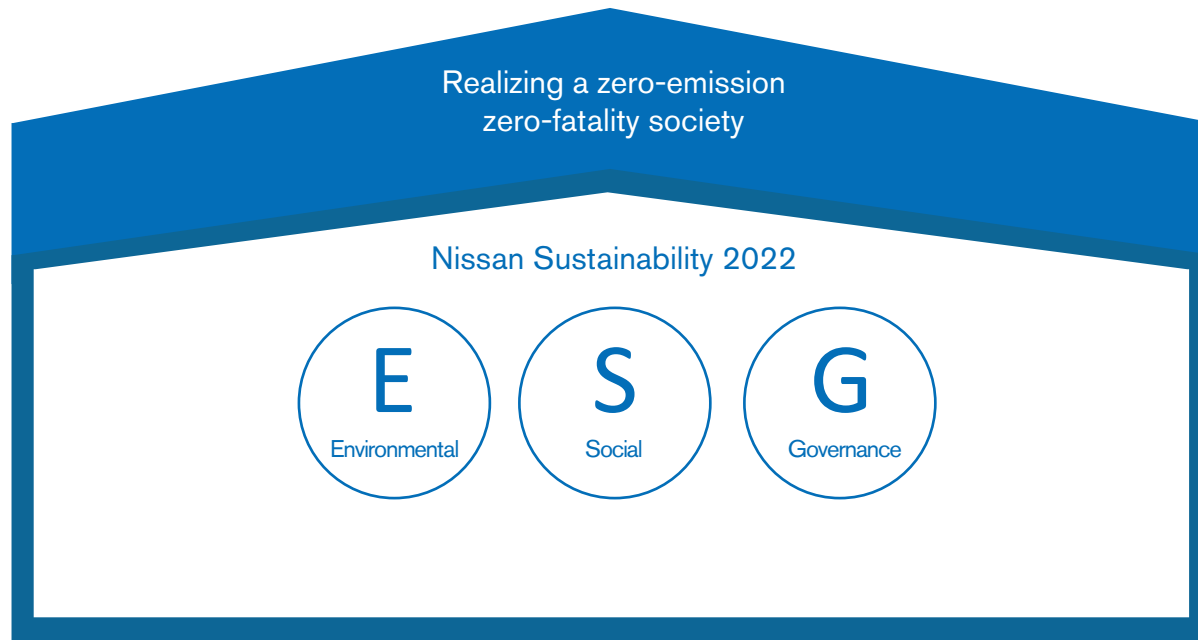 Realizing a zero-emission
zero-fatality society
Nissan Sustainability 2022
E
Environmental
S
Social
G
Governance